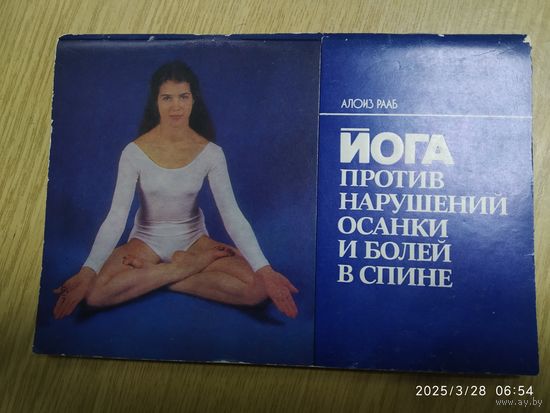 АЛОИЗ РААБ
ЙОГА
ПРОТИВ
НАРУШЕНИЙ
ОСАНКИ
И БОЛЕЙ
В СПИНЕ
2025/3/28 06:54
www.ay.by